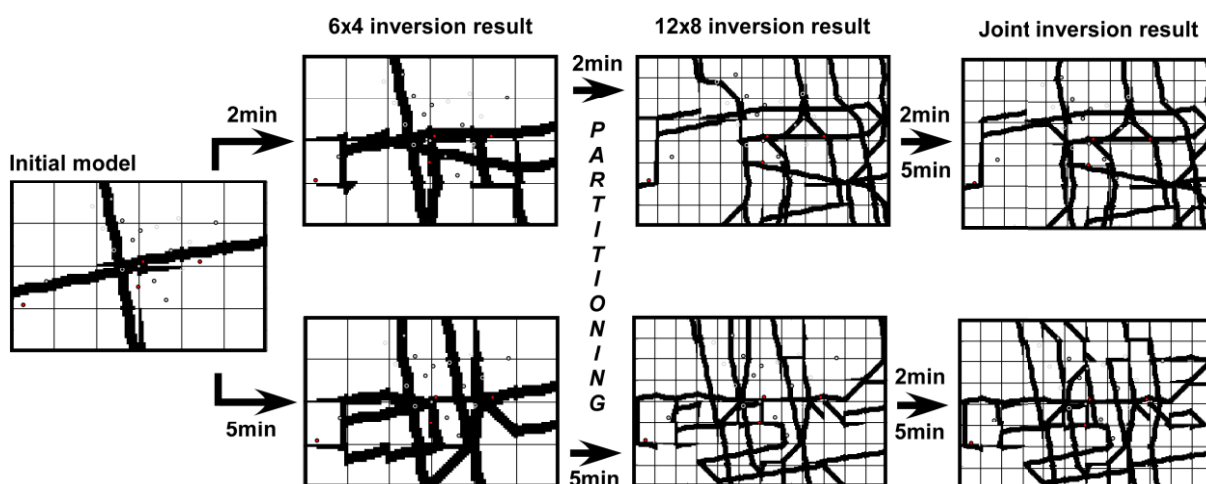 6x4 inversion result
12x8 inversion result
Joint inversion result
2min
2min
2min
5min
Initial model
PARTITIONING
5min
5min
2min
5min